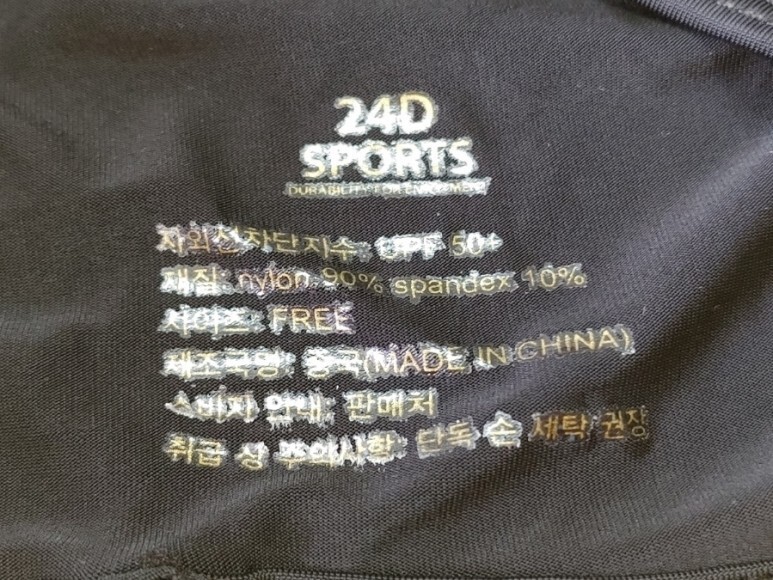 24D
SPORTS
DURABILITY FOR
자외선 차단 지수: UPF 50+
재질: nylon 90% spandex 10%
사이즈: FREE
제조국명: 중국(MADE IN CHINA)
소비자 안내: 판매처
취급 상 주의사항: 단독 손 세탁 권장